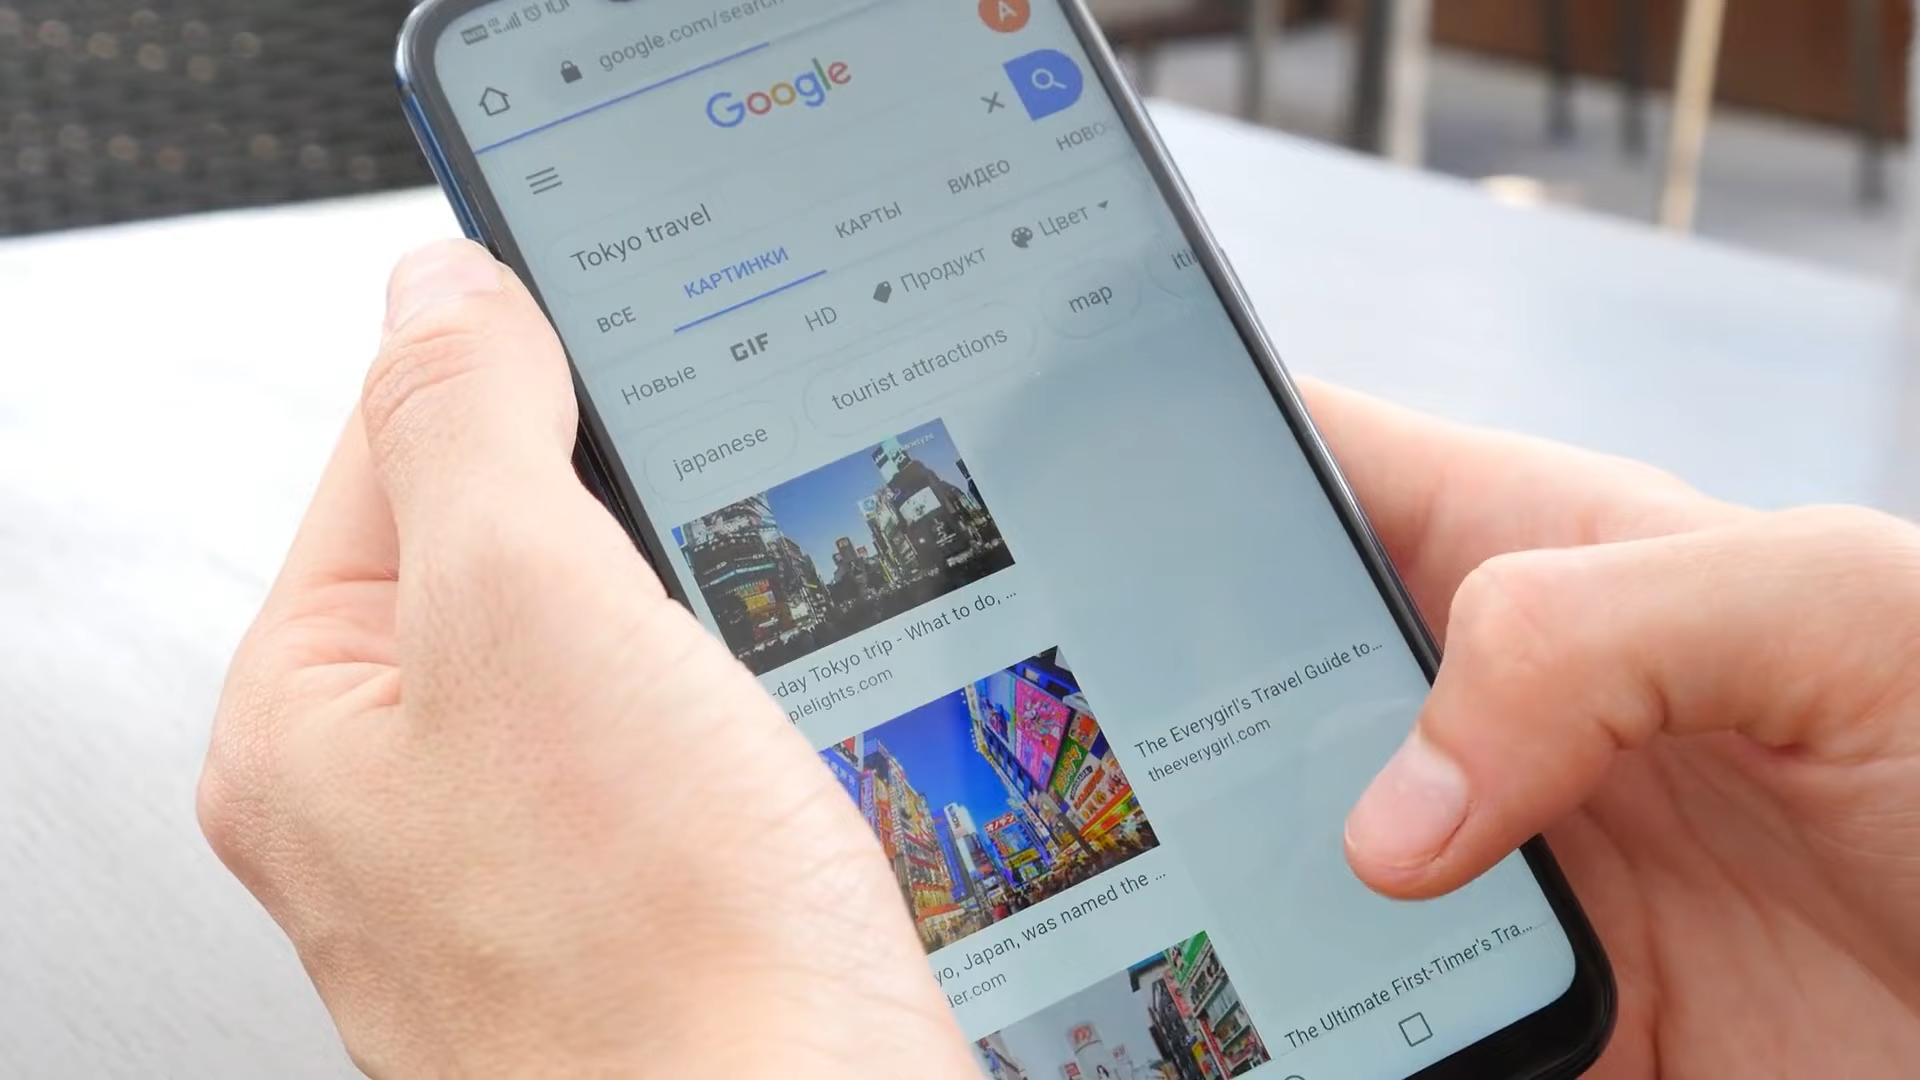 google.com/search
A
Google
Tokyo travel
ВСЕ КАРТИНКИ КАРТЫ ВИДЕО НОВО
Новые GIF HD Продукт Цвет
japanese tourist attractions map itin
-day Tokyo trip - What to do, ...
plelights.com
The Everygirl's Travel Guide to...
theeverygirl.com
yo, Japan, was named the ...
der.com
The Ultimate First-Timer's Tra...